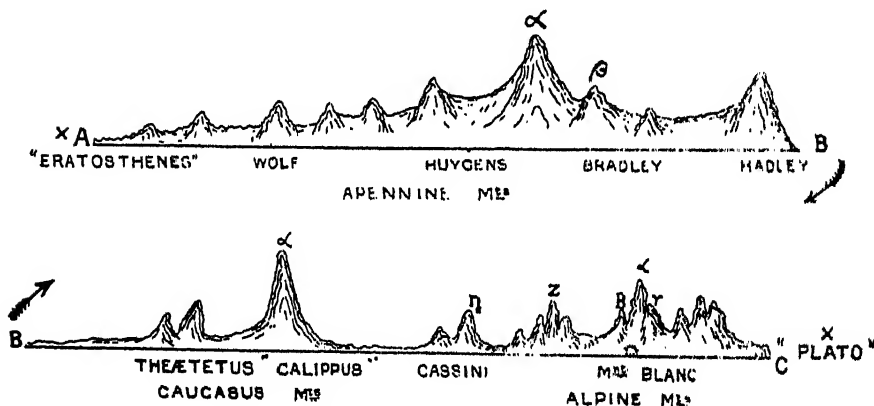 α
β
× A B
"ERATOSTHENES" WOLF HUYGENS BRADLEY HADLEY
APENNINE Mts
α
η Z B α γ
B "C × PLATO"
THEÆTETUS "CALIPPUS" CASSINI Mt BLANC
CAUCASUS Mts ALPINE Mts